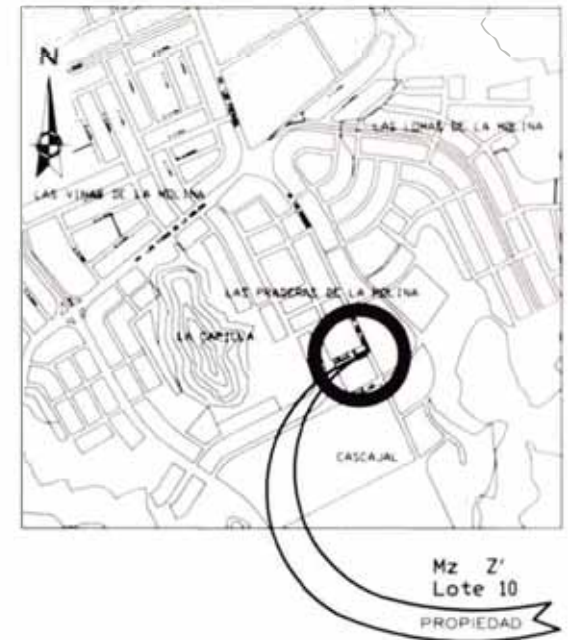 N
LAS LOMAS DE LA MOLINA
LAS VIÑAS DE LA MOLINA
LAS PRADERAS DE LA MOLINA
LA CAPILLA
CASCAJAL
Mz Z'
Lote 10
PROPIEDAD